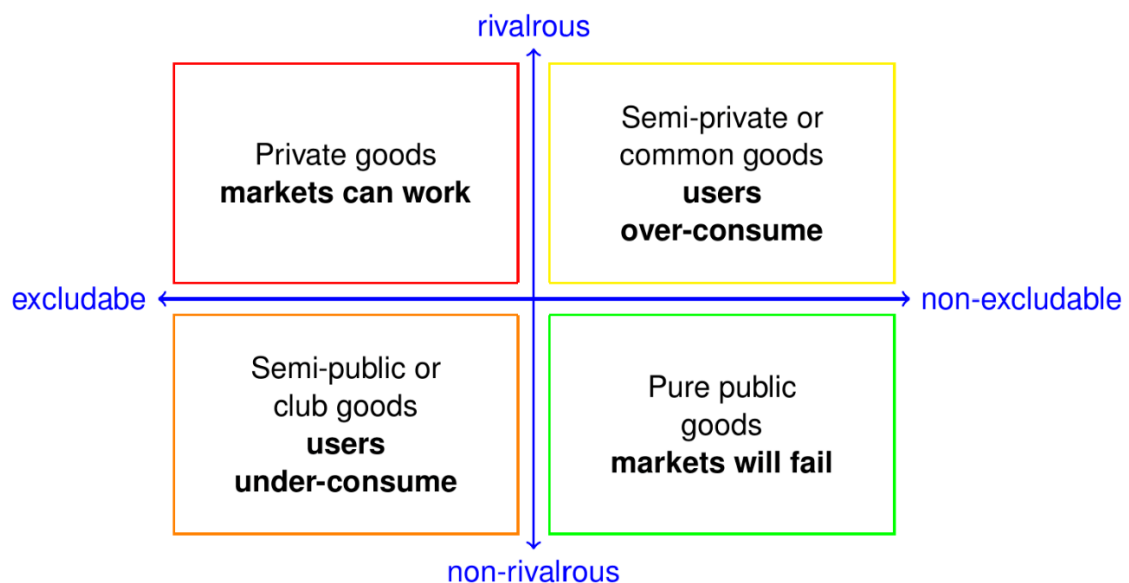 rivalrous
Private goods
markets can work
Semi-private or
common goods
users
over-consume
excludabe
non-excludable
Semi-public or
club goods
users
under-consume
Pure public
goods
markets will fail
non-rivalrous